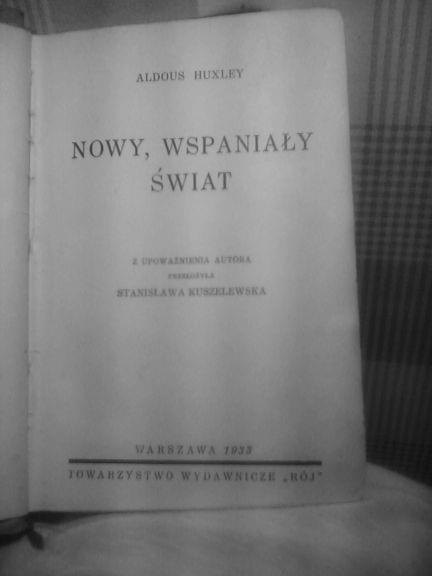 ALDOUS HUXLEY
NOWY, WSPANIAŁY
ŚWIAT
Z UPOWAŻNIENIA AUTORA
PRZEŁOŻYŁA
STANISŁAWA KUSZELEWSKA
WARSZAWA 1933
TOWARZYSTWO WYDAWNICZE „RÓJ"